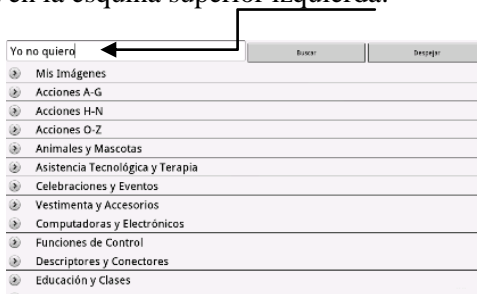 en la esquina superior izquierda.
Yo no quiero Buscar Despejar
Mis Imágenes
Acciones A-G
Acciones H-N
Acciones O-Z
Animales y Mascotas
Asistencia Tecnológica y Terapia
Celebraciones y Eventos
Vestimenta y Accesorios
Computadoras y Electrónicos
Funciones de Control
Descriptores y Conectores
Educación y Clases